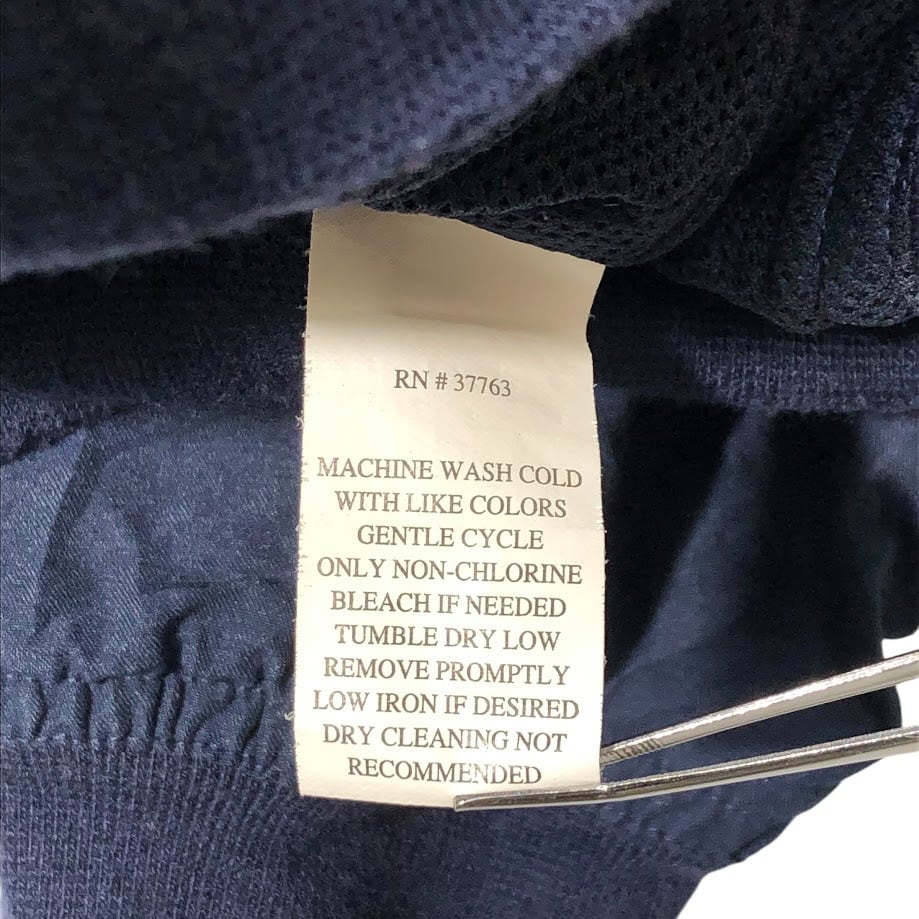 RN # 37763
MACHINE WASH COLD
WITH LIKE COLORS
GENTLE CYCLE
ONLY NON-CHLORINE
BLEACH IF NEEDED
TUMBLE DRY LOW
REMOVE PROMPTLY
LOW IRON IF DESIRED
DRY CLEANING NOT
RECOMMENDED